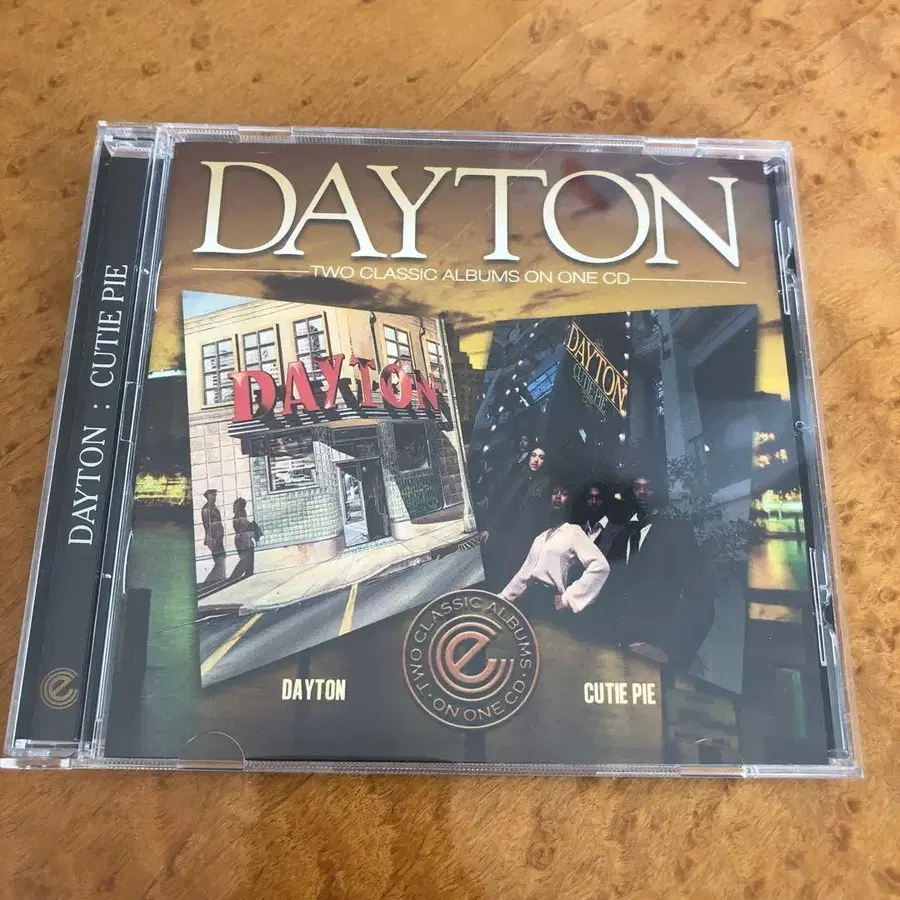 DAYTON : CUTIE PIE
DAYTON
TWO CLASSIC ALBUMS ON ONE CD
DAYTON
DAYTON
CUTIE PIE
DAYTON
CUTIE PIE
TWO CLASSIC ALBUMS
· ON ONE CD ·
e
e